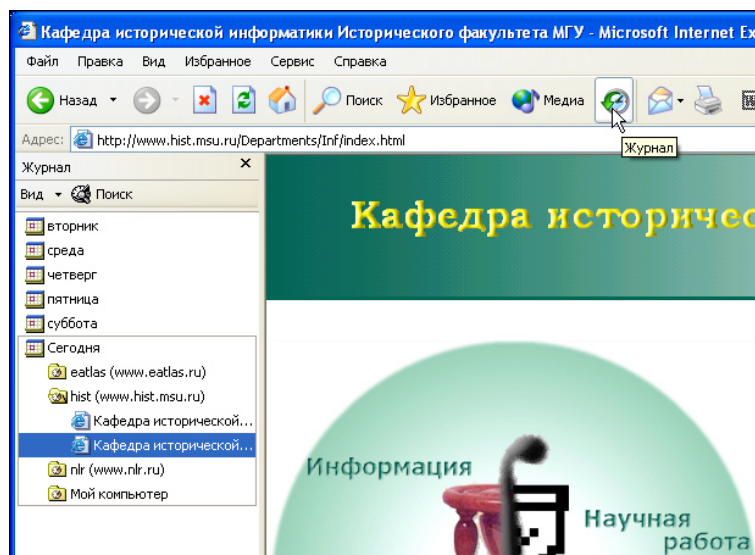 Кафедра исторической информатики Исторического факультета МГУ - Microsoft Internet Ex
Файл Правка Вид Избранное Сервис Справка
Назад Поиск Избранное Медиа
Адрес: http://www.hist.msu.ru/Departments/Inf/index.html
Журнал
Журнал
Вид Поиск
вторник
среда
четверг
пятница
суббота
Сегодня
eatlas (www.eatlas.ru)
hist (www.hist.msu.ru)
Кафедра исторической...
Кафедра исторической...
nlr (www.nlr.ru)
Мой компьютер
Кафедра историчес
Информация
Научная
работа